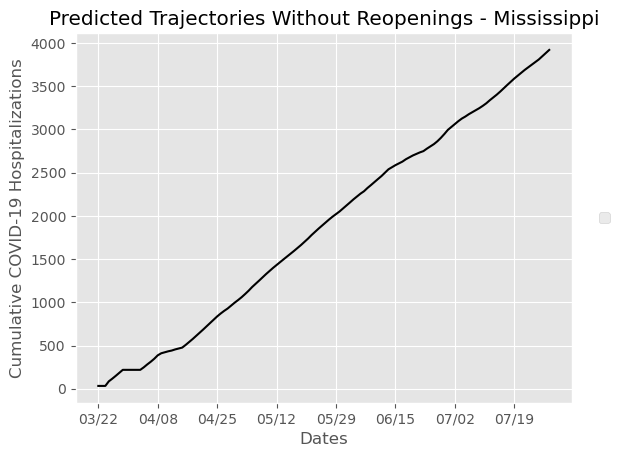 Predicted Trajectories Without Reopenings - Mississippi
Cumulative COVID-19 Hospitalizations
4000
3500
3000
2500
2000
1500
1000
500
0
03/22 04/08 04/25 05/12 05/29 06/15 07/02 07/19
Dates